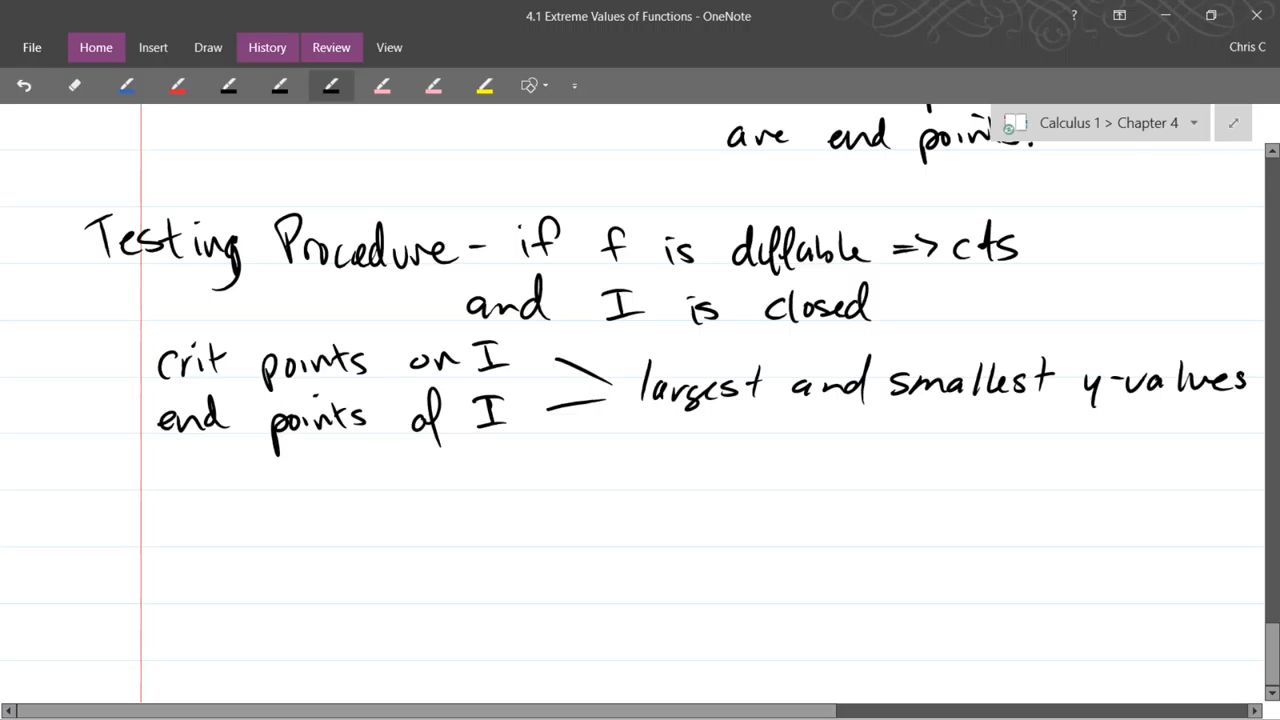 4.1 Extreme Values of Functions - OneNote
?
File Home Insert Draw History Review View
Chris C
Calculus 1 > Chapter 4
are end points.
Testing Procedure - if f is diffable => cts
and I is closed
crit points on I
end points of I
largest and smallest y-values